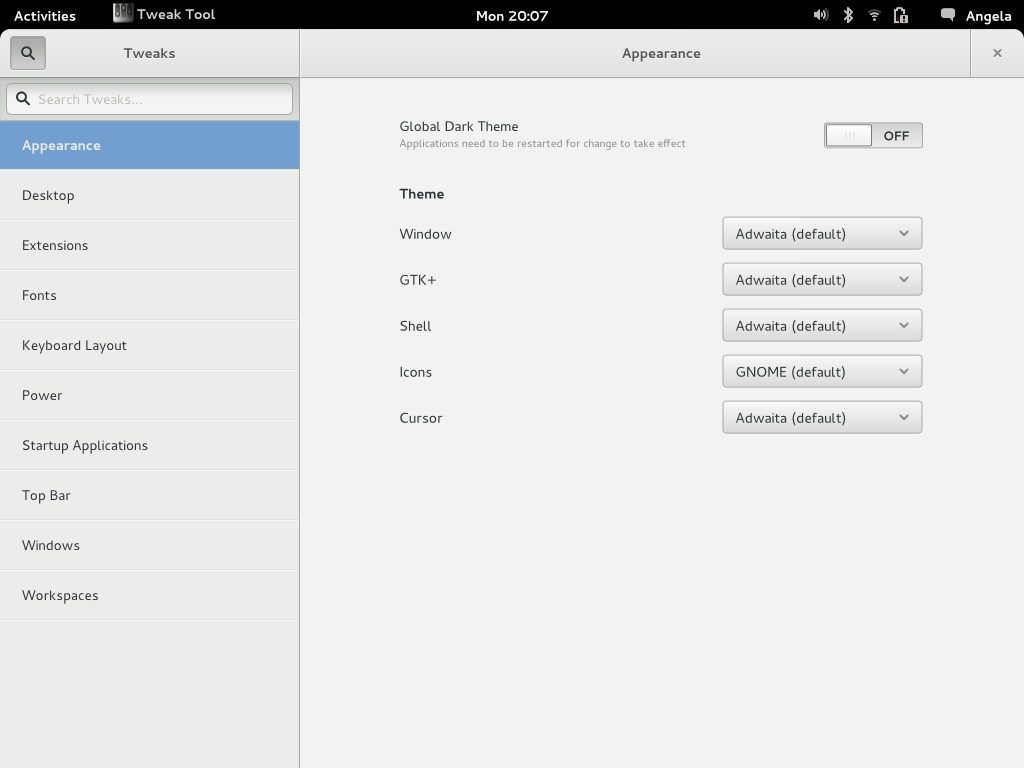 Activities Tweak Tool Mon 20:07 Angela
Tweaks Appearance
Search Tweaks...
Appearance
Desktop
Extensions
Fonts
Keyboard Layout
Power
Startup Applications
Top Bar
Windows
Workspaces
Global Dark Theme
Applications need to be restarted for change to take effect
OFF
Theme
Window Adwaita (default)
GTK+ Adwaita (default)
Shell Adwaita (default)
Icons GNOME (default)
Cursor Adwaita (default)